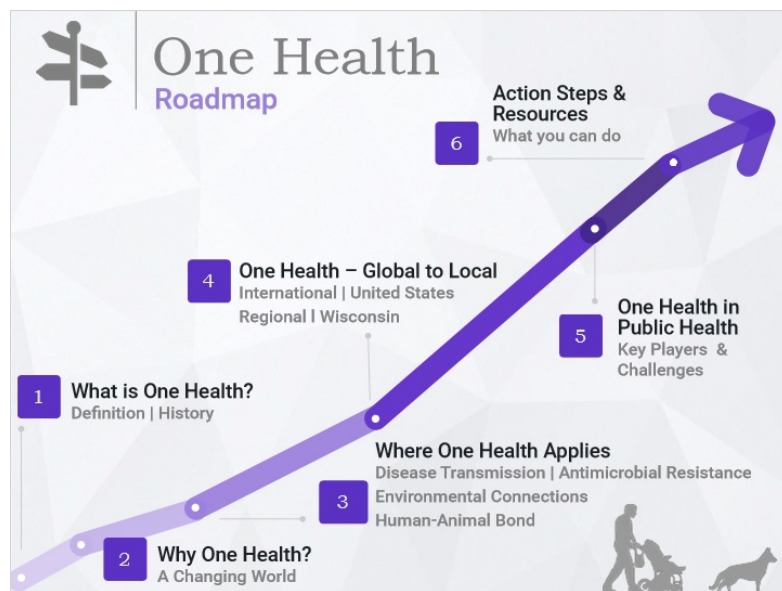 One Health
Roadmap
1
What is One Health?
Definition | History
2
Why One Health?
A Changing World
3
Where One Health Applies
Disease Transmission | Antimicrobial Resistance
Environmental Connections
Human-Animal Bond
4
One Health – Global to Local
International | United States
Regional l Wisconsin
5
One Health in
Public Health
Key Players &
Challenges
6
Action Steps &
Resources
What you can do